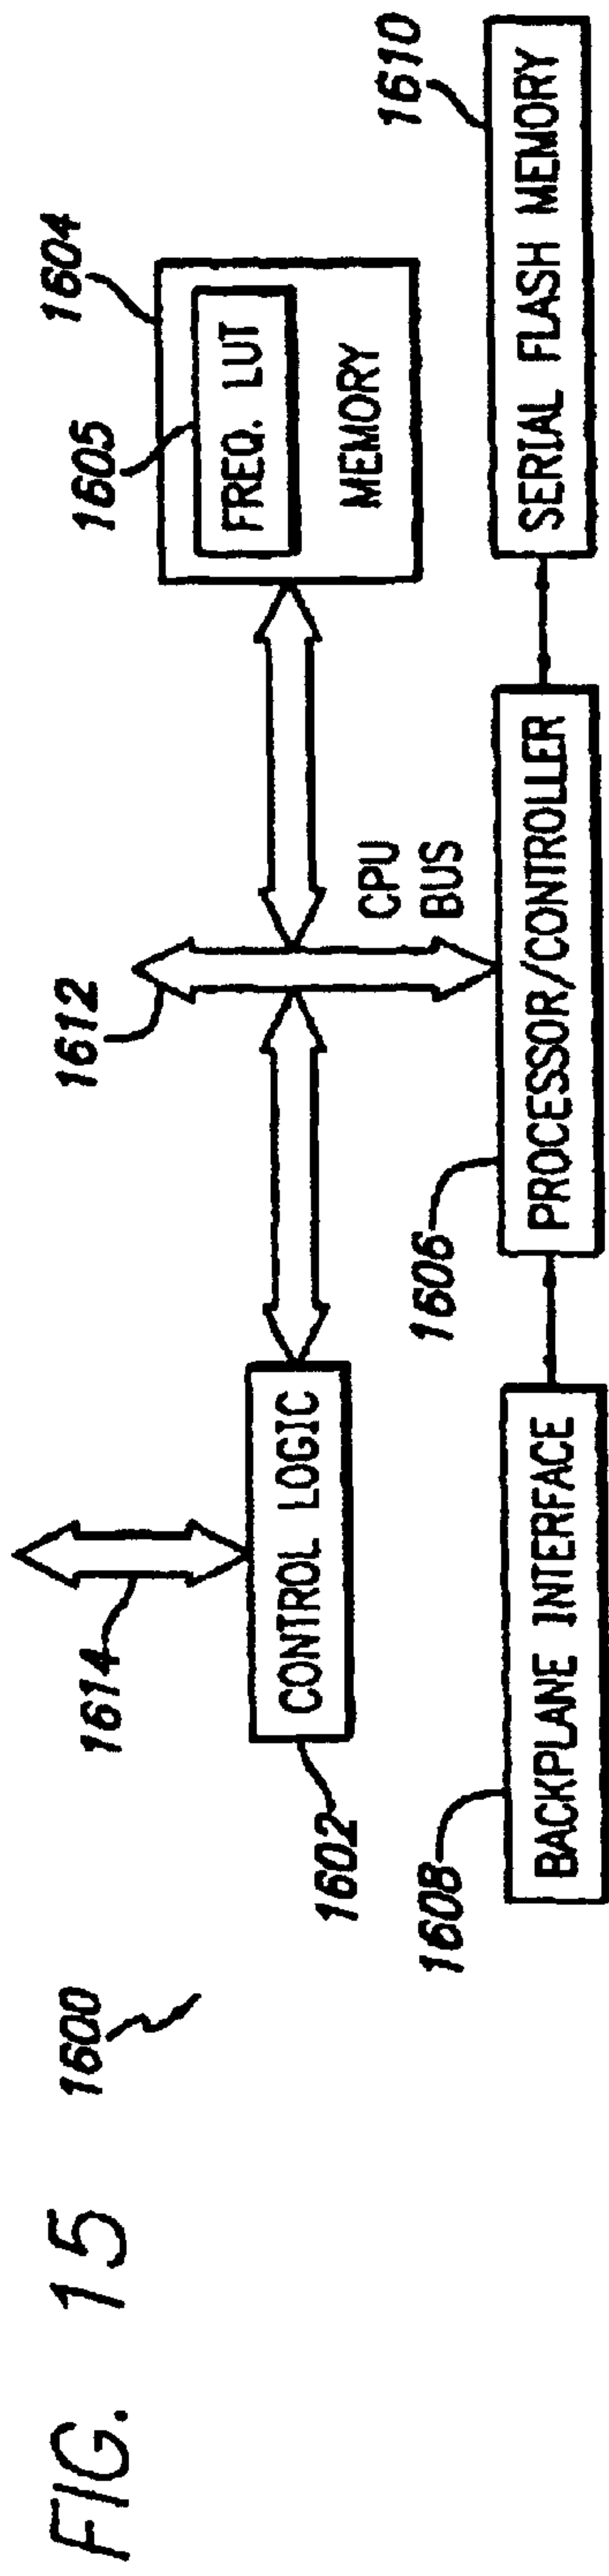 FIG. 15
1600
1614
1612
1605
1604
FREQ. LUT
MEMORY
1602
CONTROL LOGIC
CPU
BUS
1608
1606
1610
BACKPLANE INTERFACE
PROCESSOR/CONTROLLER
SERIAL FLASH MEMORY